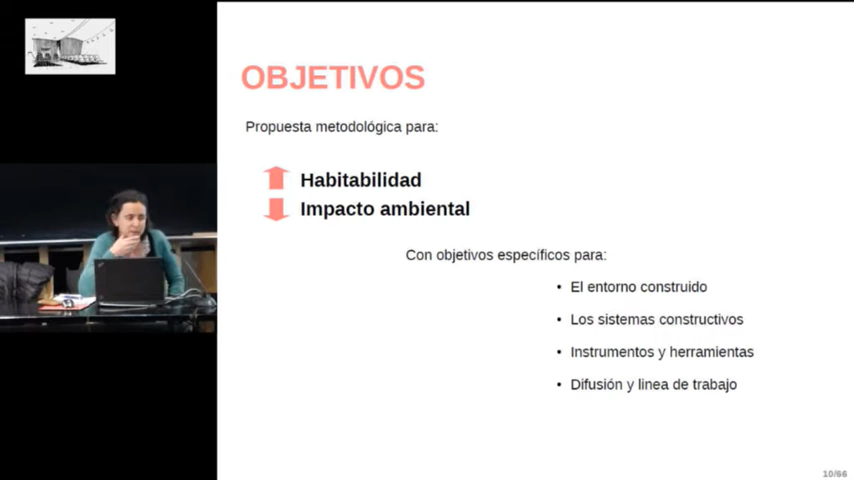 OBJETIVOS
Propuesta metodológica para:
Habitabilidad
Impacto ambiental
Con objetivos específicos para:
• El entorno construido
• Los sistemas constructivos
• Instrumentos y herramientas
• Difusión y linea de trabajo
10/66